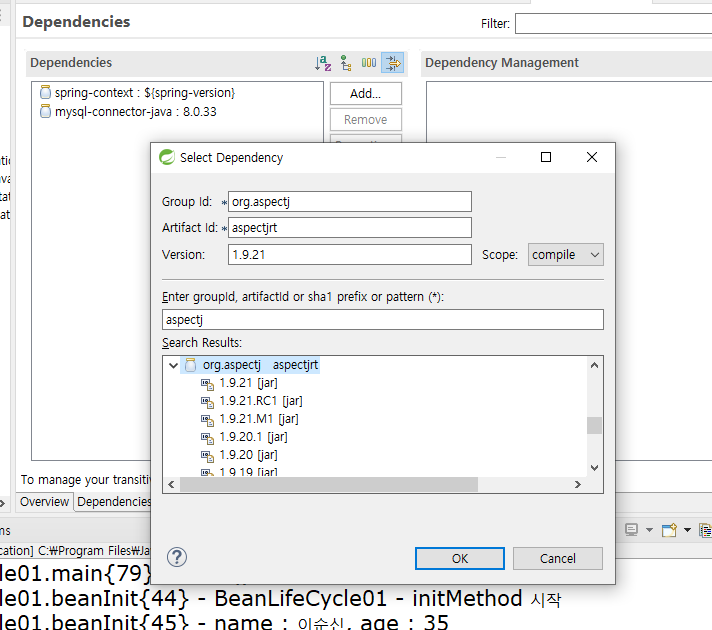 Dependencies
Filter:
Dependencies
Dependency Management
spring-context : ${spring-version}
mysql-connector-java : 8.0.33
Add...
Remove
Select Dependency
Group Id: * org.aspectj
Artifact Id: * aspectjrt
Version: 1.9.21 Scope: compile
Enter groupId, artifactId or sha1 prefix or pattern (*):
aspectj
Search Results:
org.aspectj aspectjrt
1.9.21 [jar]
1.9.21.RC1 [jar]
1.9.21.M1 [jar]
1.9.20.1 [jar]
1.9.20 [jar]
1.9.19 [jar]
To manage your transiti
Overview Dependencies
OK Cancel
cation] C:₩Program Files₩Ja
le01.main{79}
le01.beanInit{44} - BeanLifeCycle01 - initMethod 시작
le01.beanInit{45} - name : 이순신, age : 35